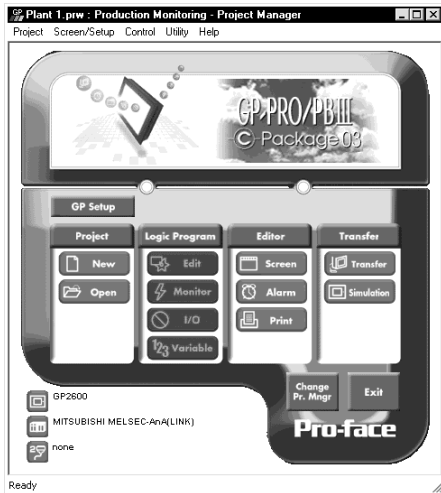 Plant 1.prw : Production Monitoring - Project Manager
Project Screen/Setup Control Utility Help
GP-PRO/PBIII
C-Package03
GP Setup
Project
New
Open
Logic Program
Edit
Monitor
I/O
123 Variable
Editor
Screen
Alarm
Print
Transfer
Transfer
Simulation
Change
Pr. Mngr
Exit
Pro-face
GP2600
MITSUBISHI MELSEC-AnA(LINK)
none
Ready